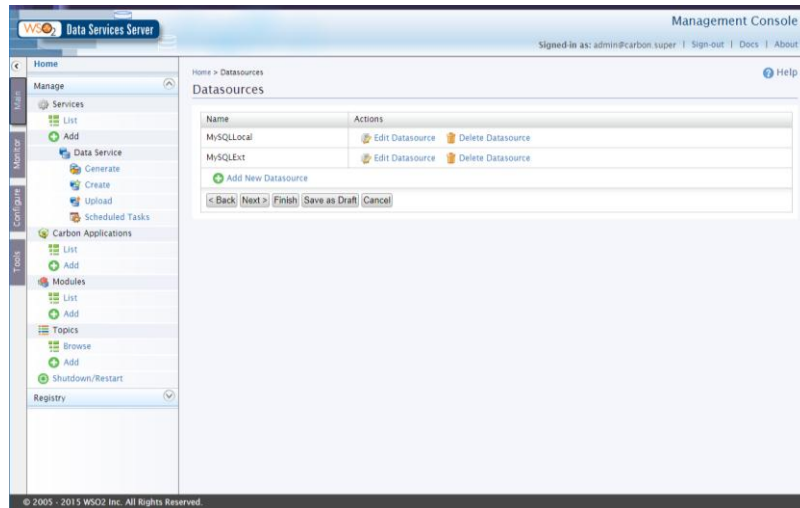 WSO2 Data Services Server
Management Console
Signed-in as: admin@carbon.super | Sign-out | Docs | About
Main
Monitor
Configure
Tools
Home
Manage
Services
List
Add
Data Service
Generate
Create
Upload
Scheduled Tasks
Carbon Applications
List
Add
Modules
List
Add
Topics
Browse
Add
Shutdown/Restart
Registry
Home > Datasources
Help
Datasources
Name Actions
MySQLLocal Edit Datasource Delete Datasource
MySQLExt Edit Datasource Delete Datasource
Add New Datasource
< Back Next > Finish Save as Draft Cancel
© 2005 - 2015 WSO2 Inc. All Rights Reserved.